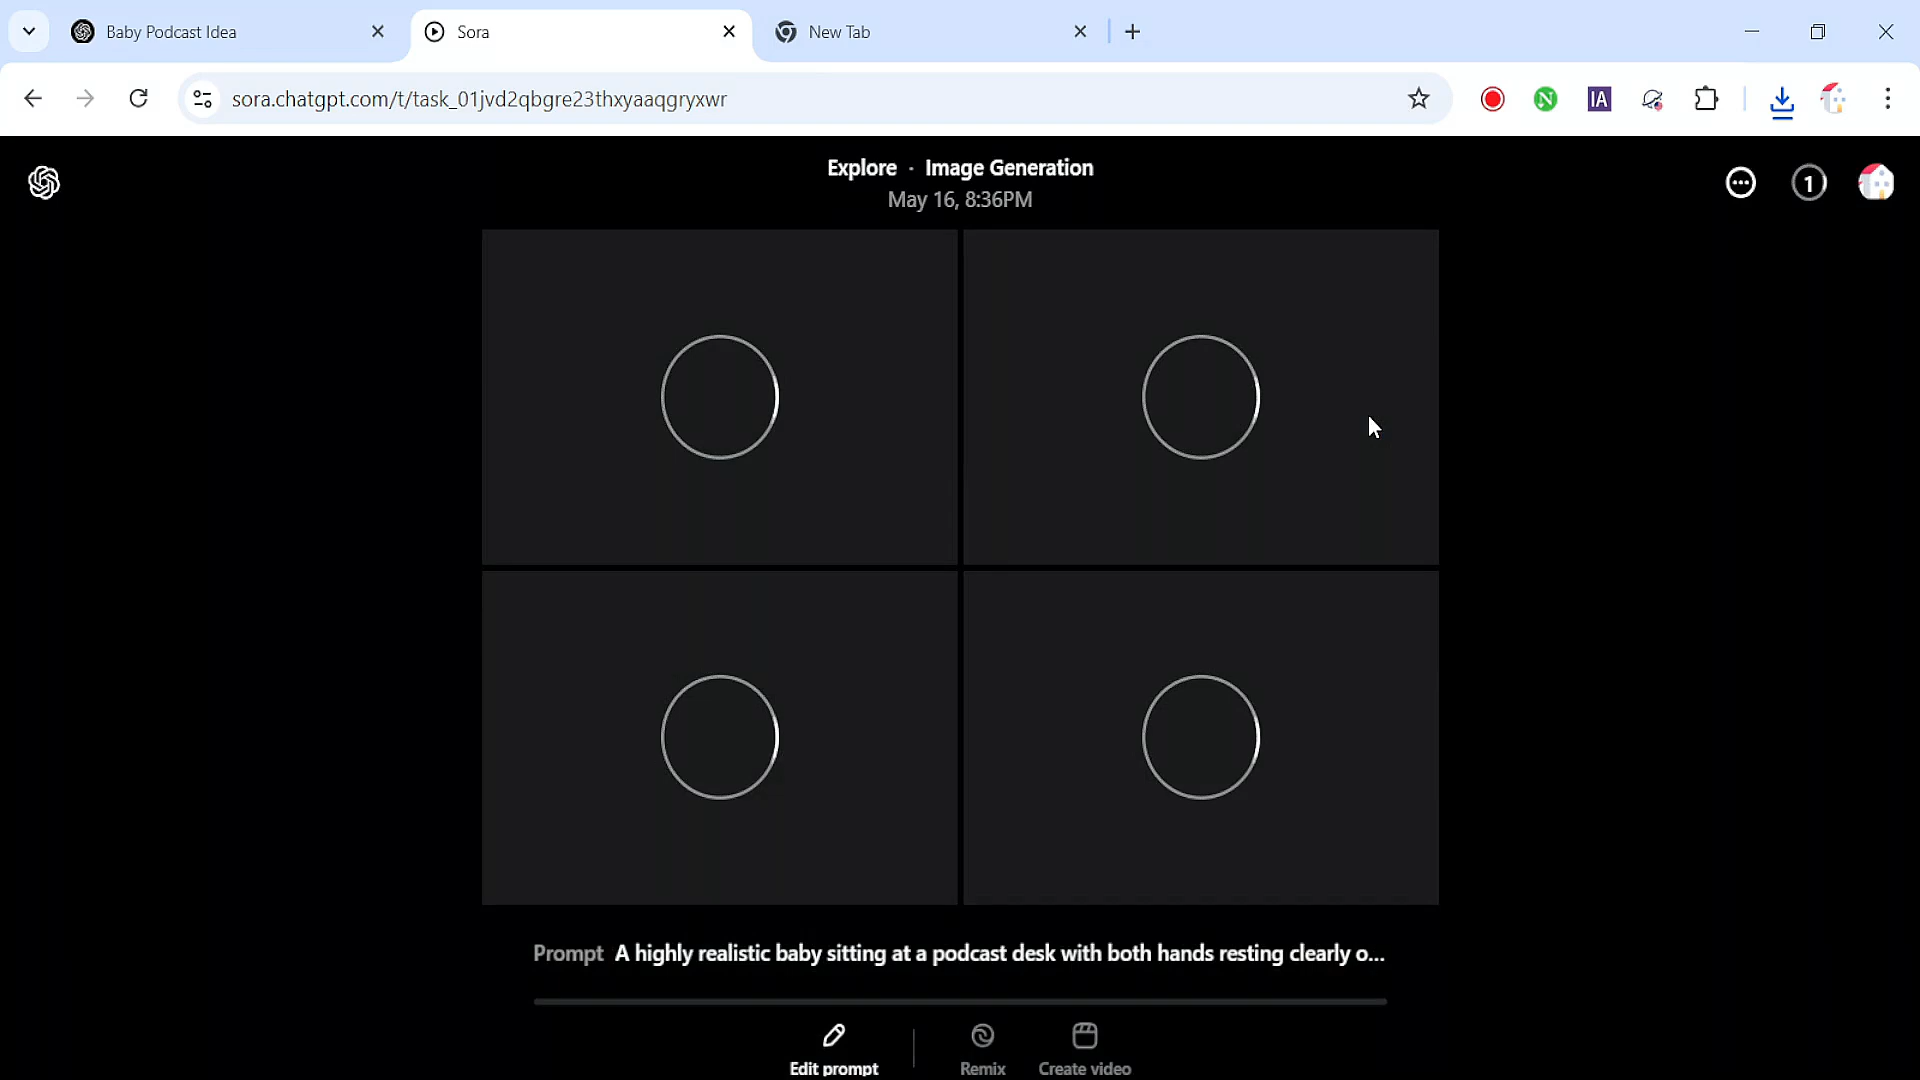 Baby Podcast Idea
Sora
New Tab
sora.chatgpt.com/t/task_01jvd2qbgre23thxyaaqgryxwr
N
IA
Explore · Image Generation
May 16, 8:36PM
1
Prompt A highly realistic baby sitting at a podcast desk with both hands resting clearly o...
Edit prompt
Remix
Create video